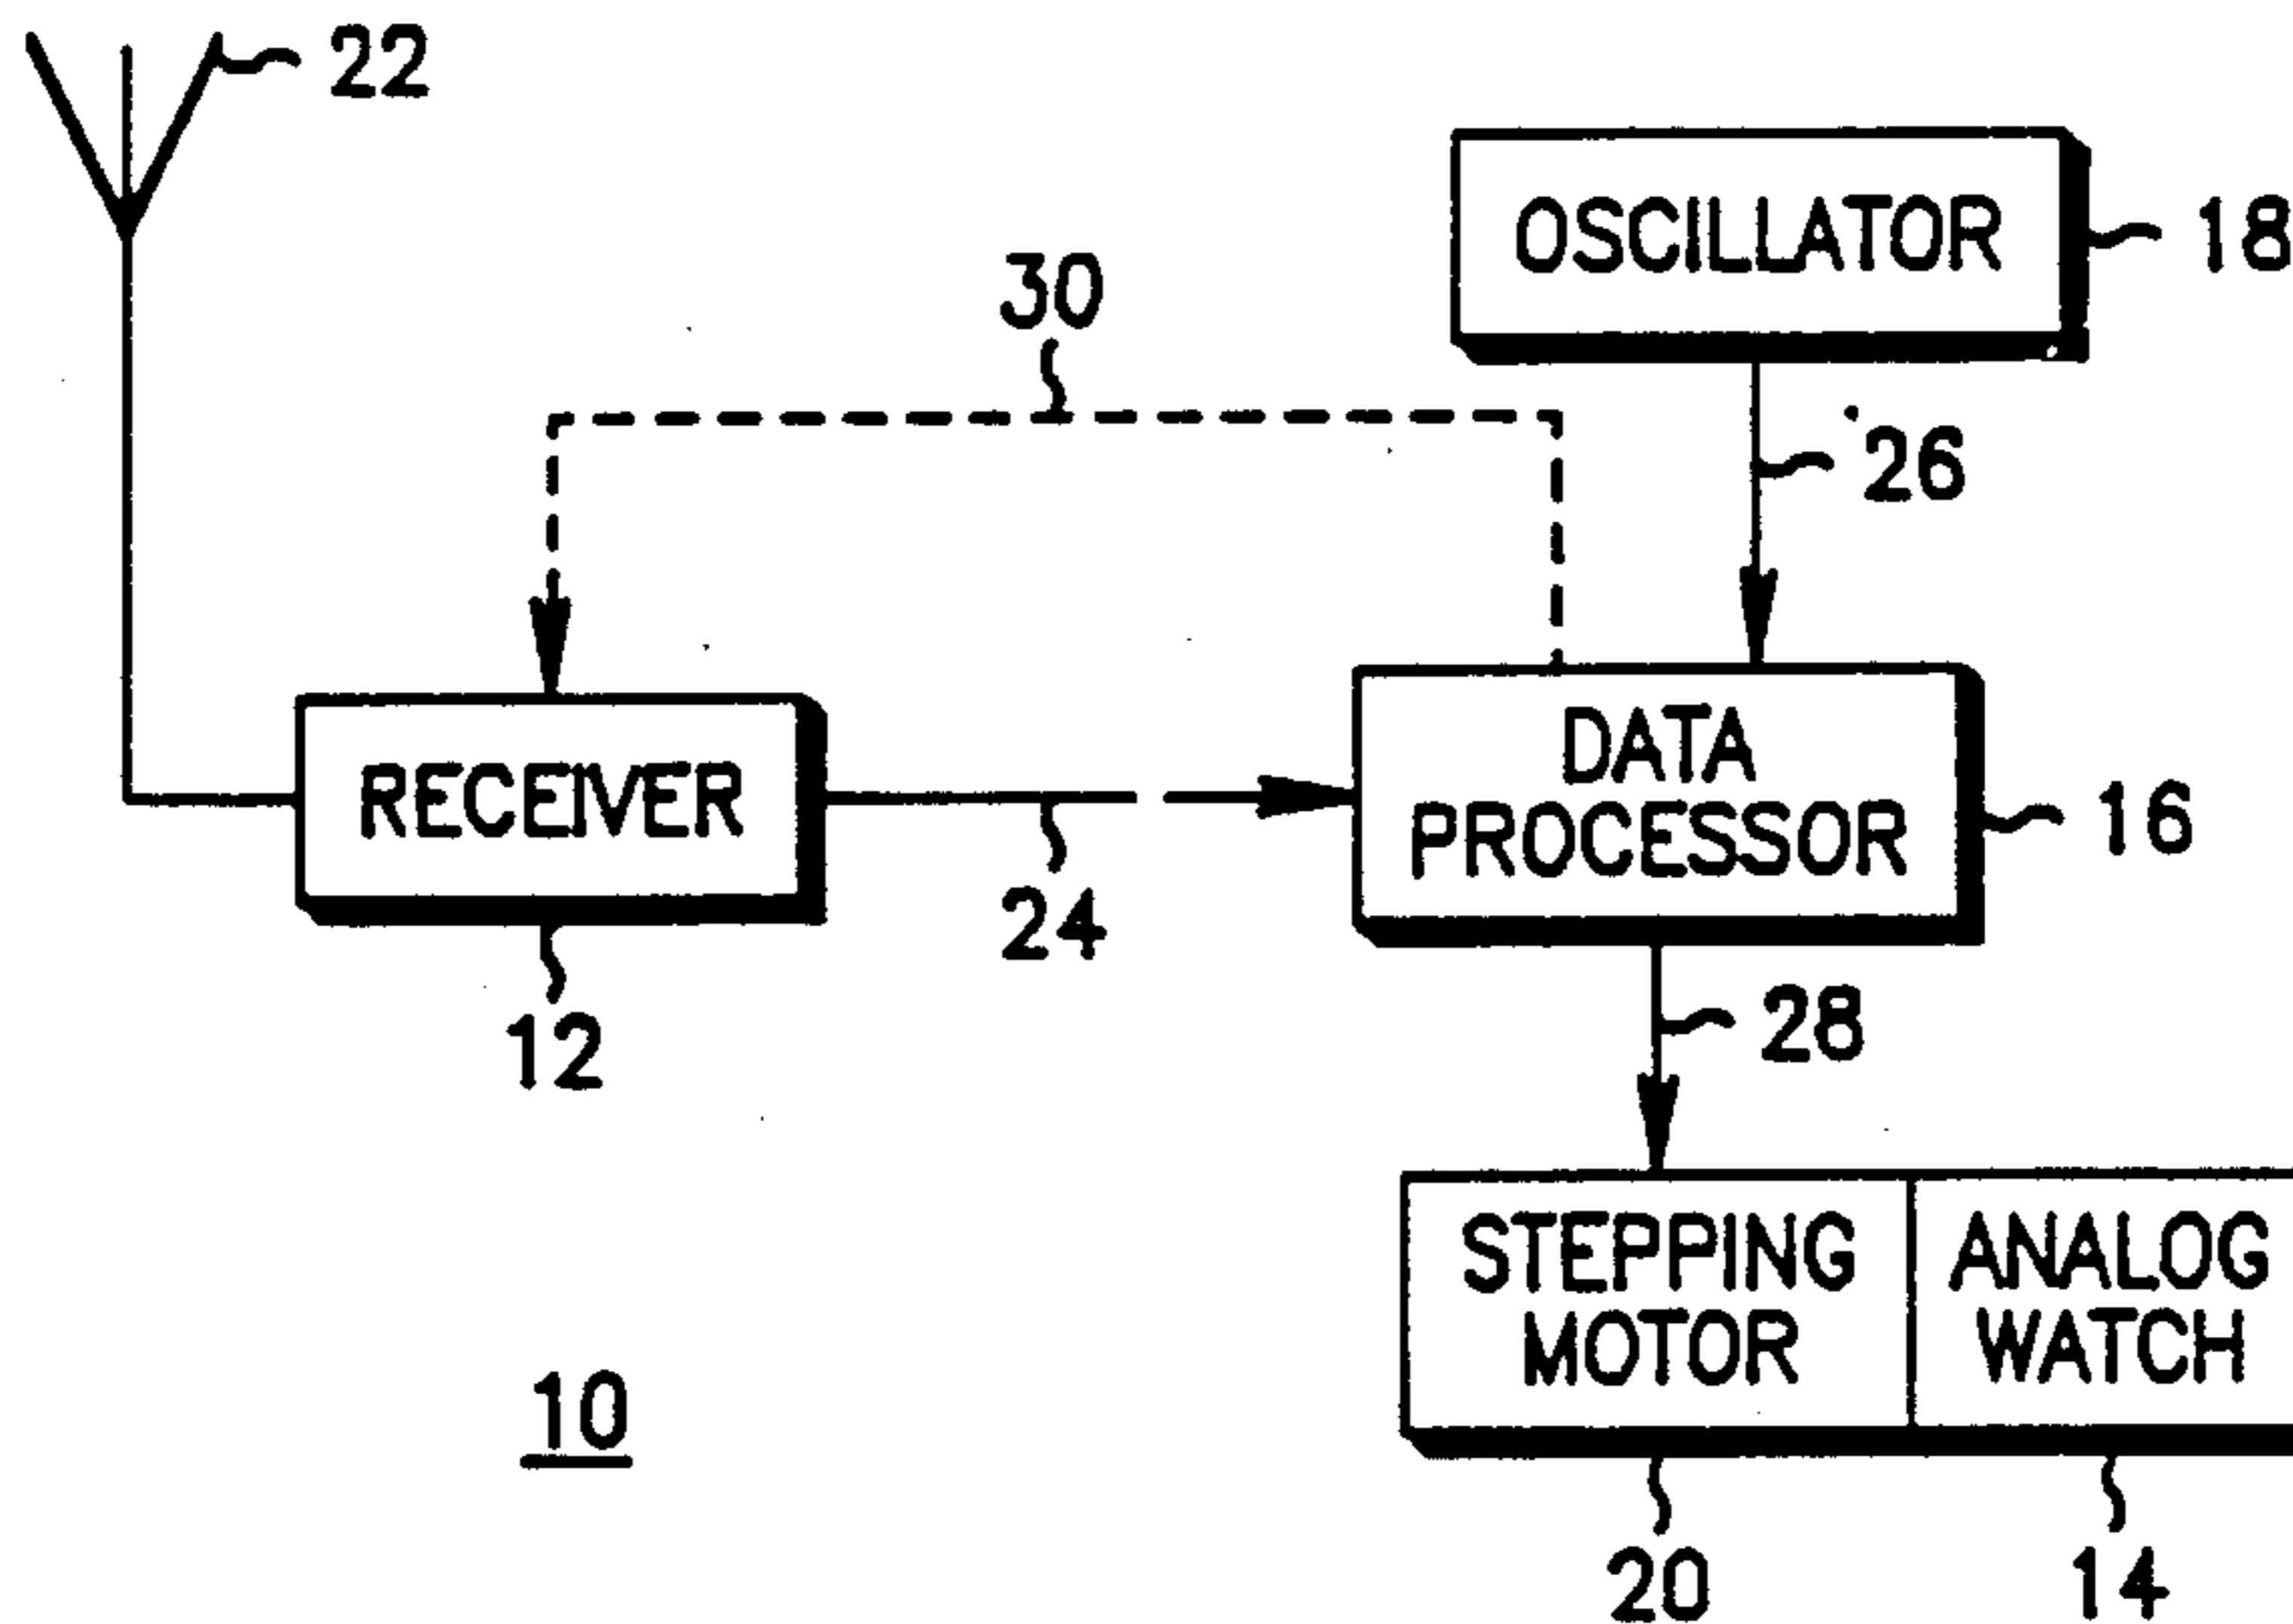 22
OSCILLATOR
18
30
26
RECEIVER
DATA
PROCESSOR
16
24
12
28
STEPPING
MOTOR
ANALOG
WATCH
10
20
14